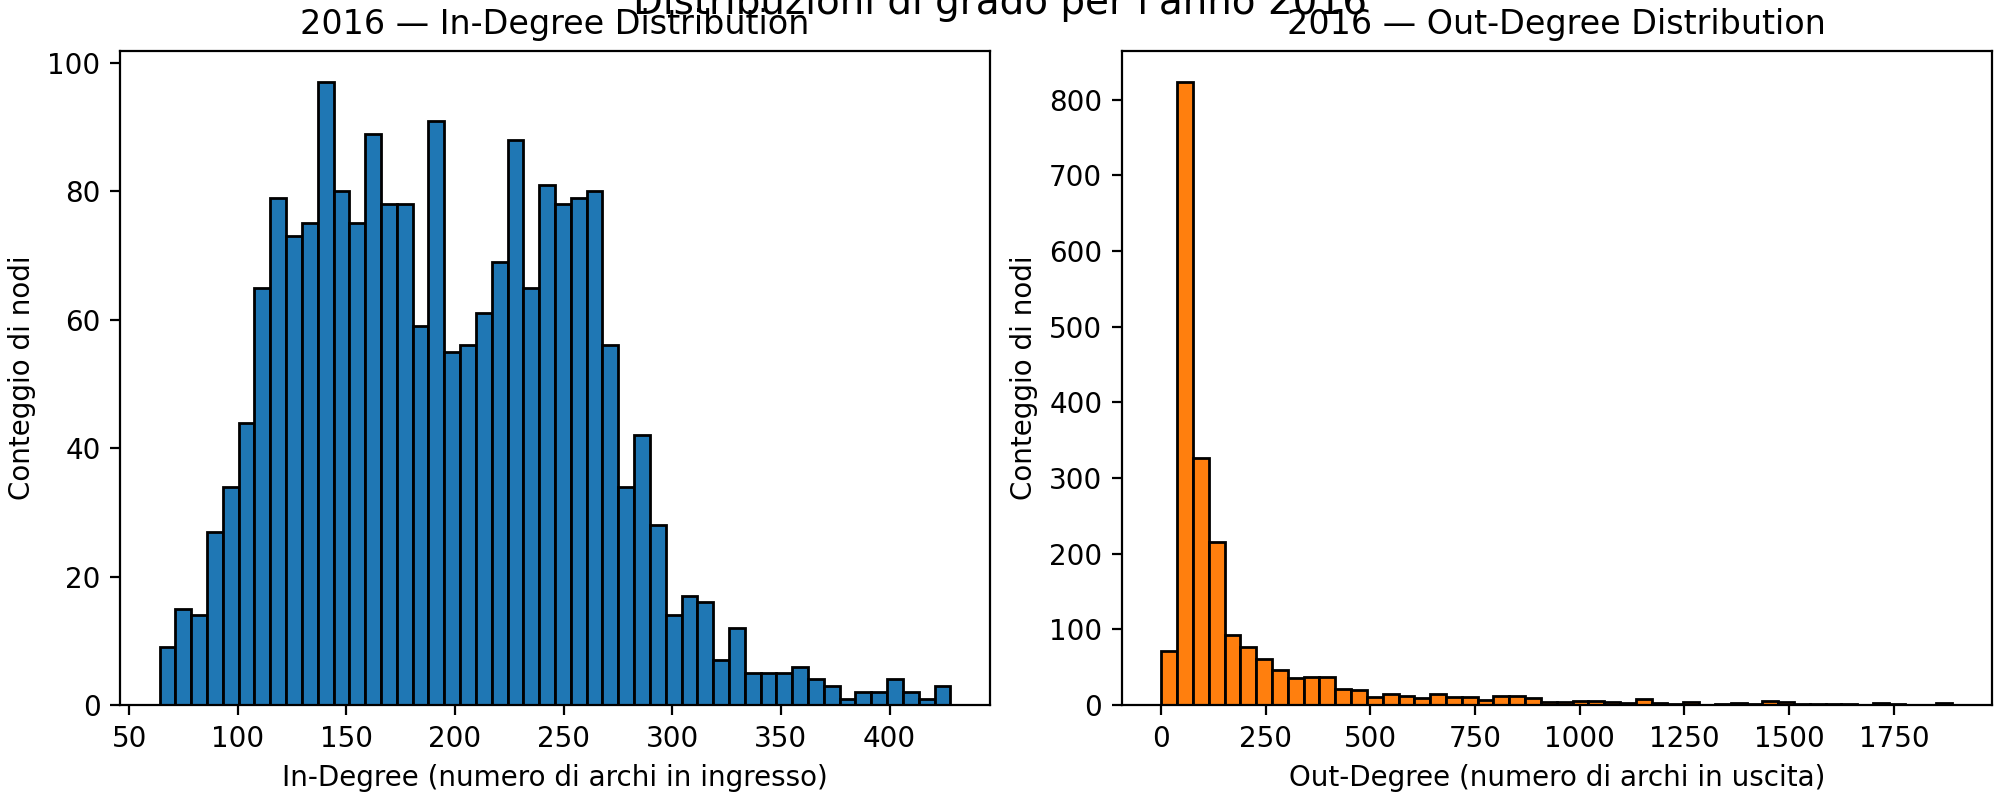 Distribuzioni di grado per l'anno 2016
2016 — In-Degree Distribution
100
80
60
40
20
0
Conteggio di nodi
50 100 150 200 250 300 350 400
In-Degree (numero di archi in ingresso)
2016 — Out-Degree Distribution
800
700
600
500
400
300
200
100
0
Conteggio di nodi
0 250 500 750 1000 1250 1500 1750
Out-Degree (numero di archi in uscita)